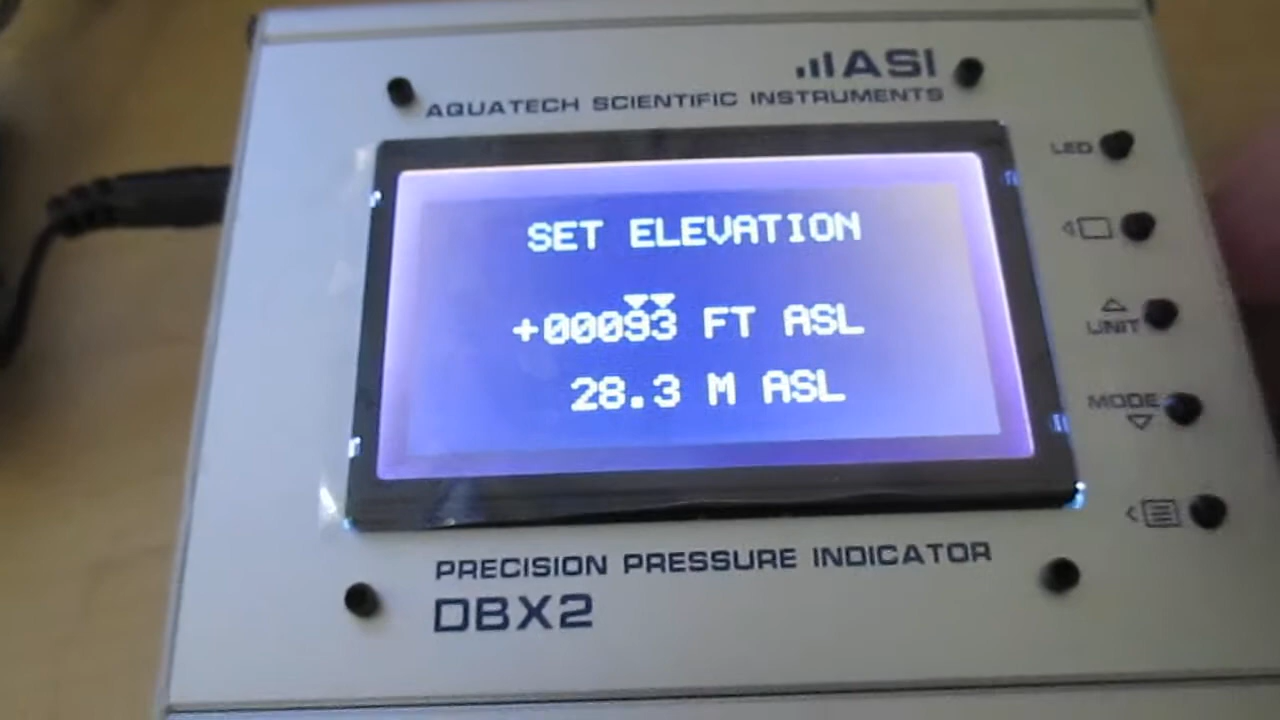 ASI
AQUATECH SCIENTIFIC INSTRUMENTS
LED
SET ELEVATION
+00093 FT ASL
28.3 M ASL
UNIT
MODE
PRECISION PRESSURE INDICATOR
DBX2